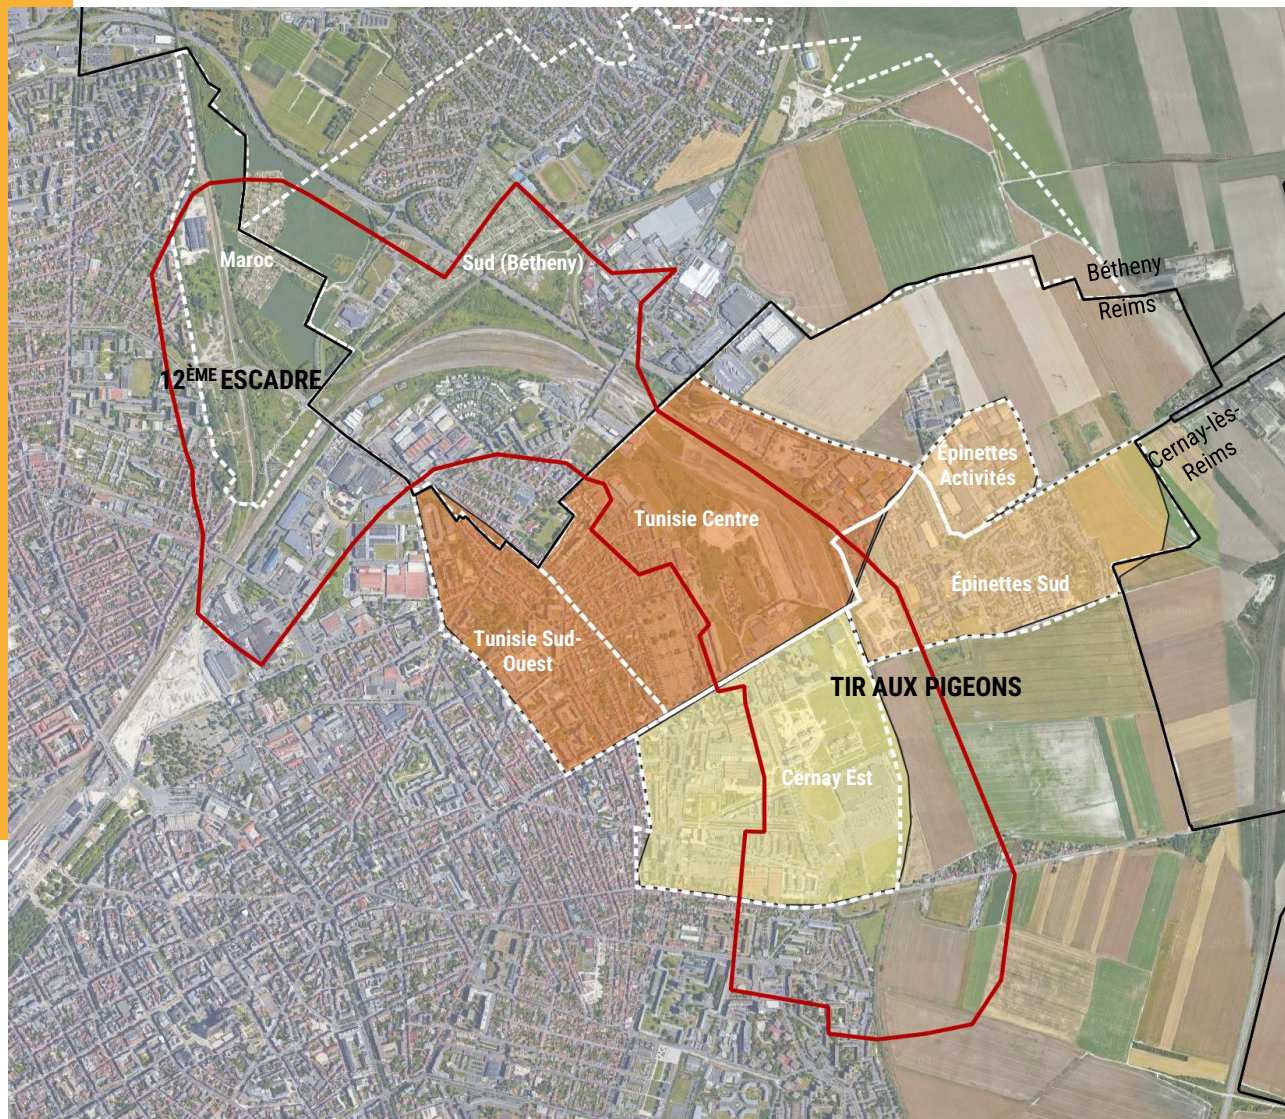 Maroc
Sud (Bétheny)
Bétheny
Reims
12ÈME ESCADRE
Cernay-lès-
Reims
Épinettes
Activités
Tunisie Centre
Épinettes Sud
Tunisie Sud-
Ouest
TIR AUX PIGEONS
Cernay Est